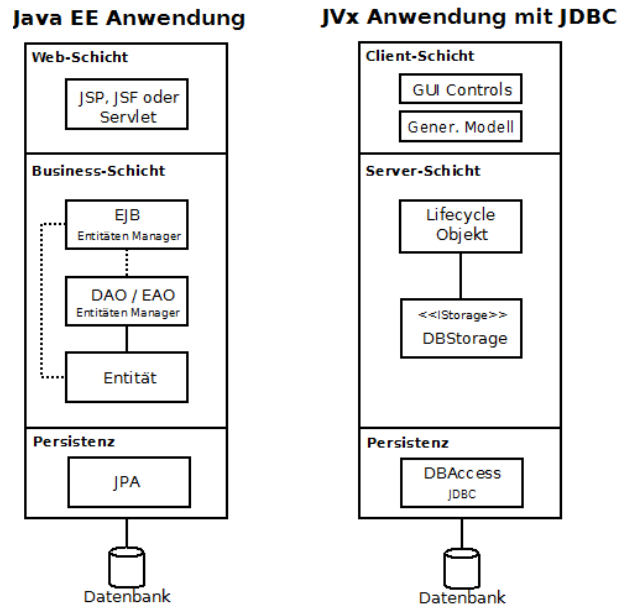 Java EE Anwendung
Web-Schicht
JSP, JSF oder
Servlet
Business-Schicht
EJB
Entitäten Manager
DAO / EAO
Entitäten Manager
Entität
Persistenz
JPA
Datenbank
JVx Anwendung mit JDBC
Client-Schicht
GUI Controls
Gener. Modell
Server-Schicht
Lifecycle
Objekt
<<IStorage>>
DBStorage
Persistenz
DBAccess
JDBC
Datenbank